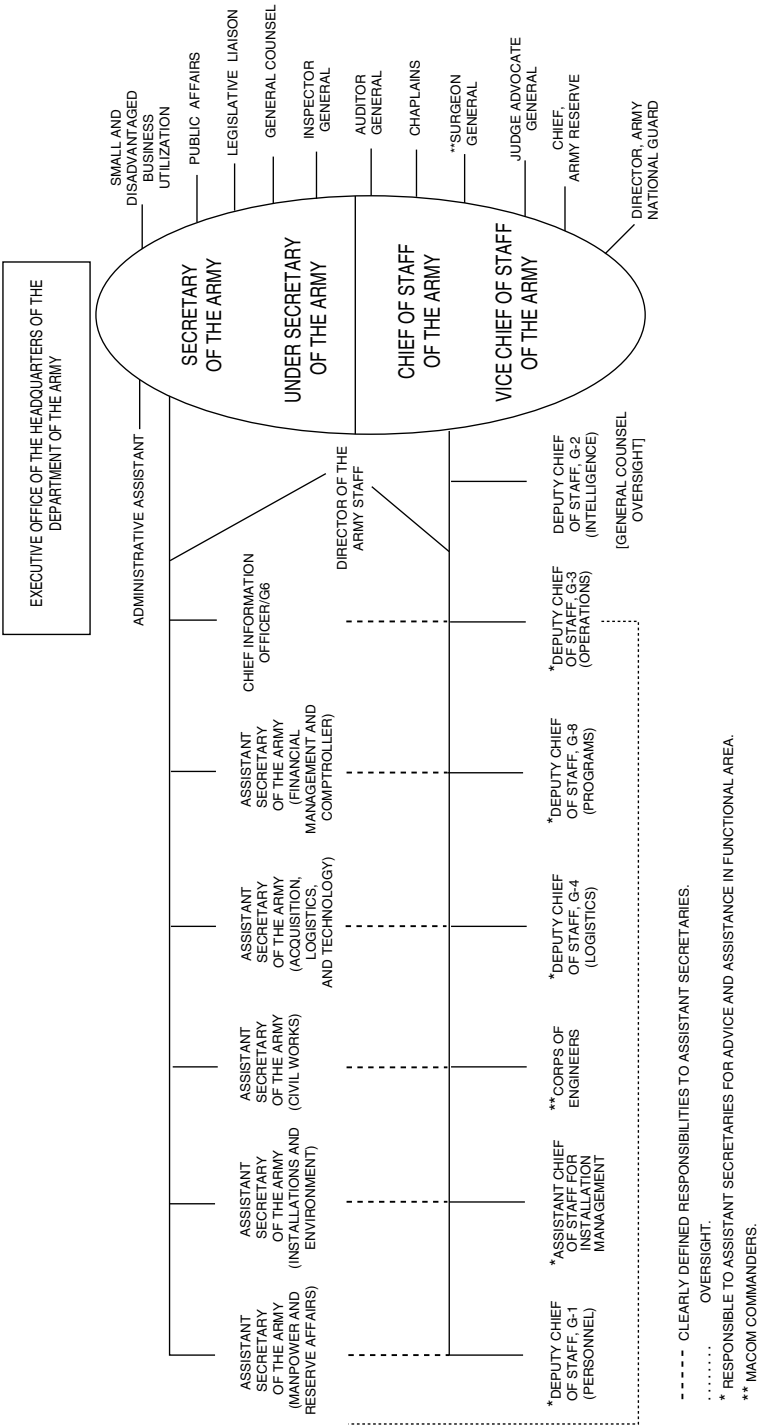 EXECUTIVE OFFICE OF THE HEADQUARTERS OF THE
DEPARTMENT OF THE ARMY
SECRETARY
OF THE ARMY
UNDER SECRETARY
OF THE ARMY
CHIEF OF STAFF
OF THE ARMY
VICE CHIEF OF STAFF
OF THE ARMY
SMALL AND
DISADVANTAGED
BUSINESS
UTILIZATION
PUBLIC AFFAIRS
LEGISLATIVE LIAISON
GENERAL COUNSEL
INSPECTOR
GENERAL
AUDITOR
GENERAL
CHAPLAINS
**SURGEON
GENERAL
JUDGE ADVOCATE
GENERAL
CHIEF,
ARMY RESERVE
DIRECTOR, ARMY
NATIONAL GUARD
ADMINISTRATIVE ASSISTANT
DIRECTOR OF THE
ARMY STAFF
ASSISTANT
SECRETARY
OF THE ARMY
(MANPOWER AND
RESERVE AFFAIRS)
ASSISTANT
SECRETARY
OF THE ARMY
(INSTALLATIONS AND
ENVIRONMENT)
ASSISTANT
SECRETARY
OF THE ARMY
(CIVIL WORKS)
ASSISTANT
SECRETARY
OF THE ARMY
(ACQUISITION,
LOGISTICS,
AND TECHNOLOGY)
ASSISTANT
SECRETARY
OF THE ARMY
(FINANCIAL
MANAGEMENT AND
COMPTROLLER)
CHIEF INFORMATION
OFFICER/G6
*DEPUTY CHIEF
OF STAFF, G-1
(PERSONNEL)
*ASSISTANT CHIEF
OF STAFF FOR
INSTALLATION
MANAGEMENT
**CORPS OF
ENGINEERS
*DEPUTY CHIEF
OF STAFF, G-4
(LOGISTICS)
*DEPUTY CHIEF
OF STAFF, G-8
(PROGRAMS)
*DEPUTY CHIEF
OF STAFF, G-3
(OPERATIONS)
DEPUTY CHIEF
OF STAFF, G-2
(INTELLIGENCE)
[GENERAL COUNSEL
OVERSIGHT]
----- CLEARLY DEFINED RESPONSIBILITIES TO ASSISTANT SECRETARIES.
........ OVERSIGHT.
* RESPONSIBLE TO ASSISTANT SECRETARIES FOR ADVICE AND ASSISTANCE IN FUNCTIONAL AREA.
** MACOM COMMANDERS.